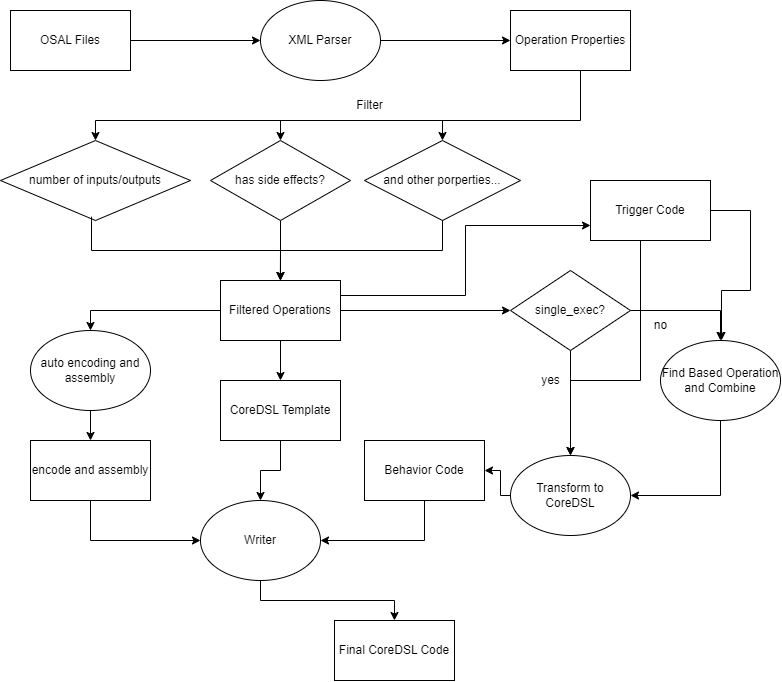 OSAL Files
XML Parser
Operation Properties
Filter
number of inputs/outputs
has side effects?
and other porperties...
Trigger Code
Filtered Operations
single_exec?
no
auto encoding and
assembly
yes
Find Based Operation
and Combine
CoreDSL Template
encode and assembly
Behavior Code
Transform to
CoreDSL
Writer
Final CoreDSL Code